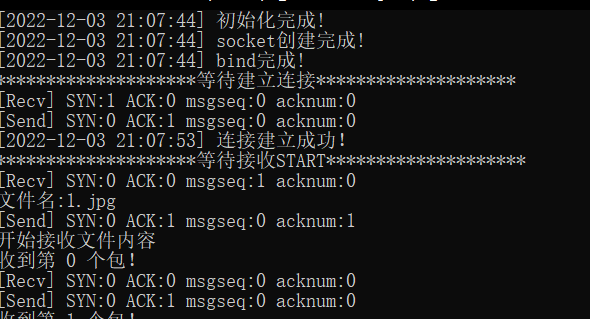 [2022-12-03 21:07:44] 初始化完成!
[2022-12-03 21:07:44] socket创建完成!
[2022-12-03 21:07:44] bind完成!
*********************等待建立连接*********************
[Recv] SYN:1 ACK:0 msgseq:0 acknum:0
[Send] SYN:0 ACK:1 msgseq:0 acknum:0
[2022-12-03 21:07:53] 连接建立成功!
*********************等待接收START*********************
[Recv] SYN:0 ACK:0 msgseq:1 acknum:0
文件名:1.jpg
[Send] SYN:0 ACK:1 msgseq:0 acknum:1
开始接收文件内容
收到第 0 个包!
[Recv] SYN:0 ACK:0 msgseq:0 acknum:0
[Send] SYN:0 ACK:1 msgseq:0 acknum:0
收到第 1 个包!